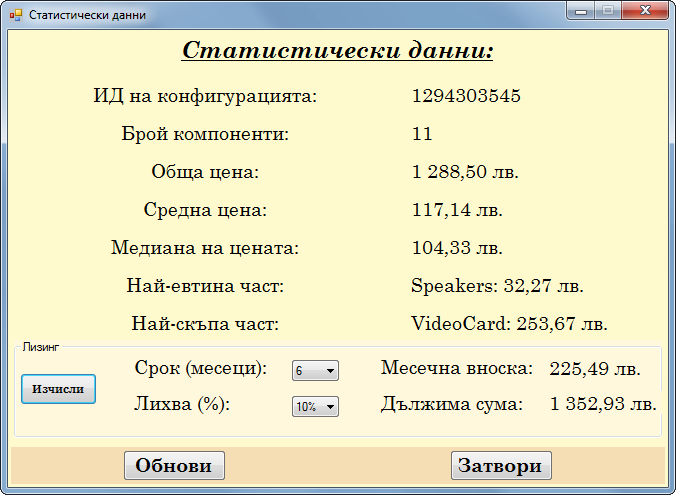 Статистически данни
Статистически данни:
ИД на конфигурацията: 1294303545
Брой компоненти: 11
Обща цена: 1 288,50 лв.
Средна цена: 117,14 лв.
Медиана на цената: 104,33 лв.
Най-евтина част: Speakers: 32,27 лв.
Най-скъпа част: VideoCard: 253,67 лв.
Лизинг
Изчисли
Срок (месеци): 6 Месечна вноска: 225,49 лв.
Лихва (%): 10% Дължима сума: 1 352,93 лв.
Обнови Затвори